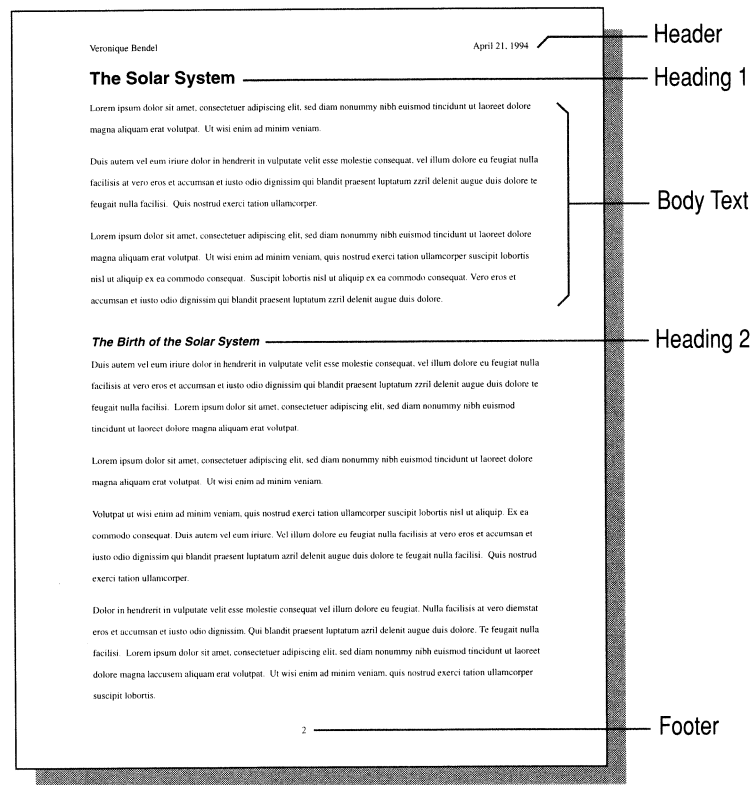 Veronique Bendel April 21, 1994 Header
The Solar System Heading 1
Lorem ipsum dolor sit amet, consectetuer adipiscing elit, sed diam nonummy nibh euismod tincidunt ut laoreet dolore
magna aliquam erat volutpat. Ut wisi enim ad minim veniam.
Duis autem vel eum iriure dolor in hendrerit in vulputate velit esse molestie consequat, vel illum dolore eu feugiat nulla
facilisis at vero eros et accumsan et iusto odio dignissim qui blandit praesent luptatum zzril delenit augue duis dolore te
feugait nulla facilisi. Quis nostrud exerci tation ullamcorper.
Body Text
Lorem ipsum dolor sit amet, consectetuer adipiscing elit, sed diam nonummy nibh euismod tincidunt ut laoreet dolore
magna aliquam erat volutpat. Ut wisi enim ad minim veniam, quis nostrud exerci tation ullamcorper suscipit lobortis
nisl ut aliquip ex ea commodo consequat. Suscipit lobortis nisl ut aliquip ex ea commodo consequat. Vero eros et
accumsan et iusto odio dignissim qui blandit praesent luptatum zzril delenit augue duis dolore.
The Birth of the Solar System Heading 2
Duis autem vel eum iriure dolor in hendrerit in vulputate velit esse molestie consequat, vel illum dolore eu feugiat nulla
facilisis at vero eros et accumsan et iusto odio dignissim qui blandit praesent luptatum zzril delenit augue duis dolore te
feugait nulla facilisi. Lorem ipsum dolor sit amet, consectetuer adipiscing elit, sed diam nonummy nibh euismod
tincidunt ut laoreet dolore magna aliquam erat volutpat.
Lorem ipsum dolor sit amet, consectetuer adipiscing elit, sed diam nonummy nibh euismod tincidunt ut laoreet dolore
magna aliquam erat volutpat. Ut wisi enim ad minim veniam.
Volutpat ut wisi enim ad minim veniam, quis nostrud exerci tation ullamcorper suscipit lobortis nisl ut aliquip. Ex ea
commodo consequat. Duis autem vel eum iriure. Vel illum dolore eu feugiat nulla facilisis at vero eros et accumsan et
iusto odio dignissim qui blandit praesent luptatum azril delenit augue duis dolore te feugait nulla facilisi. Quis nostrud
exerci tation ullamcorper.
Dolor in hendrerit in vulputate velit esse molestie consequat vel illum dolore eu feugiat. Nulla facilisis at vero diemstat
eros et accumsan et iusto odio dignissim. Qui blandit praesent luptatum azril delenit augue duis dolore. Te feugait nulla
facilisi. Lorem ipsum dolor sit amet, consectetuer adipiscing elit, sed diam nonummy nibh euismod tincidunt ut laoreet
dolore magna laccusem aliquam erat volutpat. Ut wisi enim ad minim veniam, quis nostrud exerci tation ullamcorper
suscipit lobortis.
2 Footer